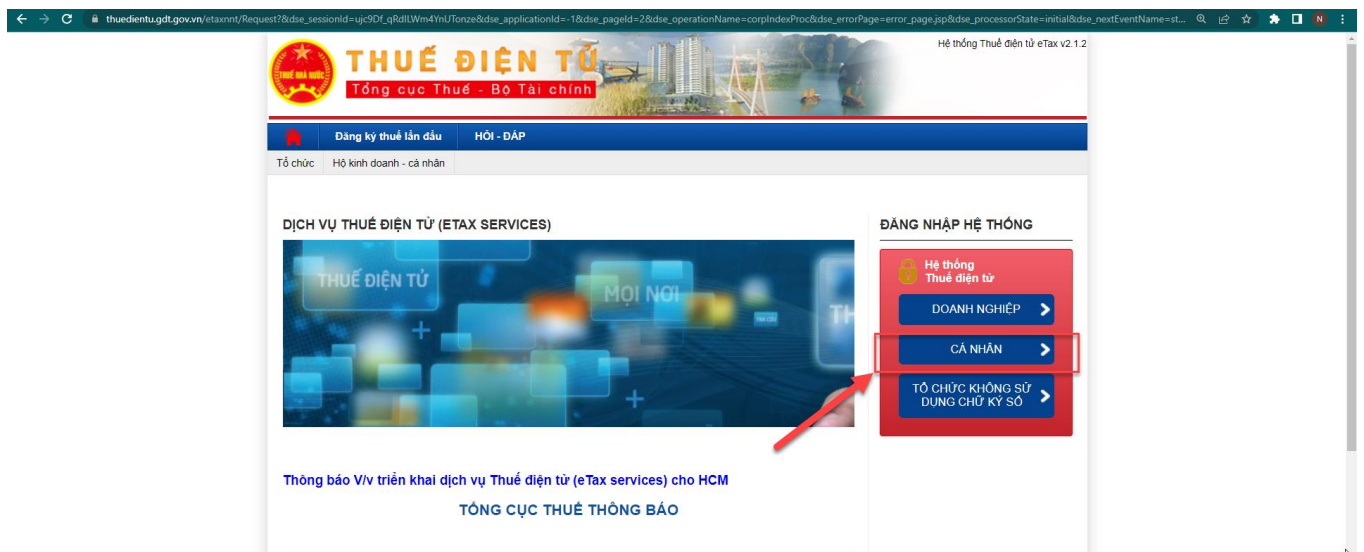 thuedientu.gdt.gov.vn/etaxnnt/Request?&dse_sessionId=ujc9Df_qRdlLWm4YnUTonze&dse_applicationId=-1&dse_pageId=2&dse_operationName=corpIndexProc&dse_errorPage=error_page.jsp&dse_processorState=initial&dse_nextEventName=st...
N
Hệ thống Thuế điện tử eTax v2.1.2
THUẾ NHÀ NƯỚC
THUẾ ĐIỆN TỬ
Tổng cục Thuế - Bộ Tài chính
Đăng ký thuế lần đầu HỎI - ĐÁP
Tổ chức Hộ kinh doanh - cá nhân
DỊCH VỤ THUẾ ĐIỆN TỬ (ETAX SERVICES)
THUẾ ĐIỆN TỬ
MỌI NƠI
TH
ĐĂNG NHẬP HỆ THỐNG
Hệ thống
Thuế điện tử
DOANH NGHIỆP
CÁ NHÂN
TỔ CHỨC KHÔNG SỬ
DỤNG CHỮ KÝ SỐ
Thông báo V/v triển khai dịch vụ Thuế điện tử (eTax services) cho HCM
TỔNG CỤC THUẾ THÔNG BÁO